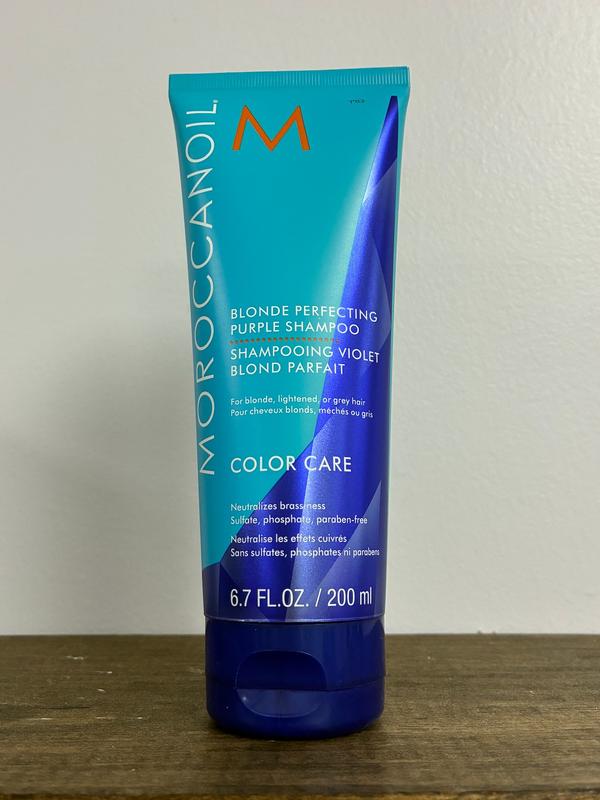 M
MOROCCANOIL.
BLONDE PERFECTING
PURPLE SHAMPOO
SHAMPOOING VIOLET
BLOND PARFAIT
For blonde, lightened, or grey hair
Pour cheveux blonds, méchés ou gris
COLOR CARE
Neutralizes brassiness
Sulfate, phosphate, paraben-free
Neutralise les effets cuivrés
Sans sulfates, phosphates ni parabens
6.7 FL.OZ. / 200 ml